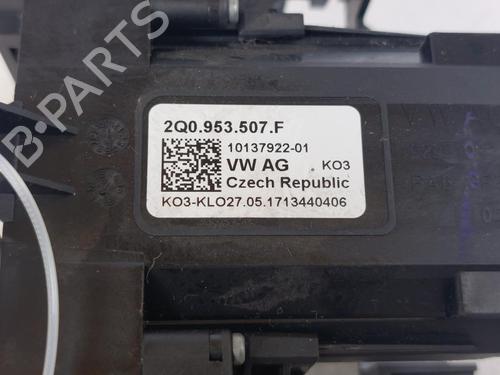 2Q0.953.507.F
10137922-01
VW AG KO3
Czech Republic
KO3-KLO27.05.1713440406
B-PARTS